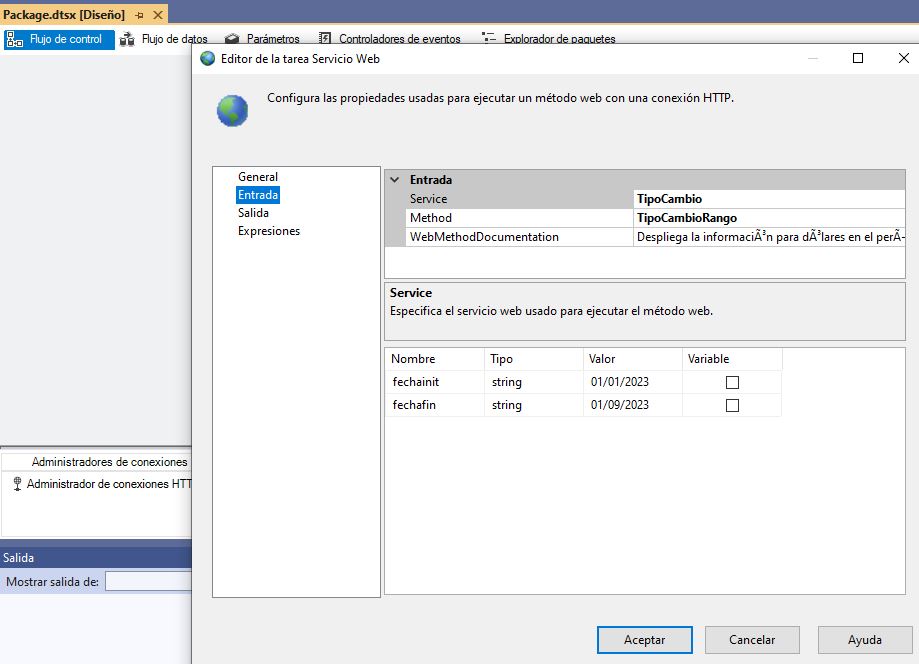 Package.dtsx [Diseño]
Flujo de control
Flujo de datos
Parámetros
Controladores de eventos
Explorador de paquetes
Editor de la tarea Servicio Web
Configura las propiedades usadas para ejecutar un método web con una conexión HTTP.
General
Entrada
Salida
Expresiones
Entrada
Service TipoCambio
Method TipoCambioRango
WebMethodDocumentation Despliega la informaciÃ³n para dÃ³lares en el perÃ-
Service
Especifica el servicio web usado para ejecutar el método web.
Nombre Tipo Valor Variable
fechainit string 01/01/2023
fechafin string 01/09/2023
Administradores de conexiones
Administrador de conexiones HTT
Salida
Mostrar salida de:
Aceptar Cancelar Ayuda